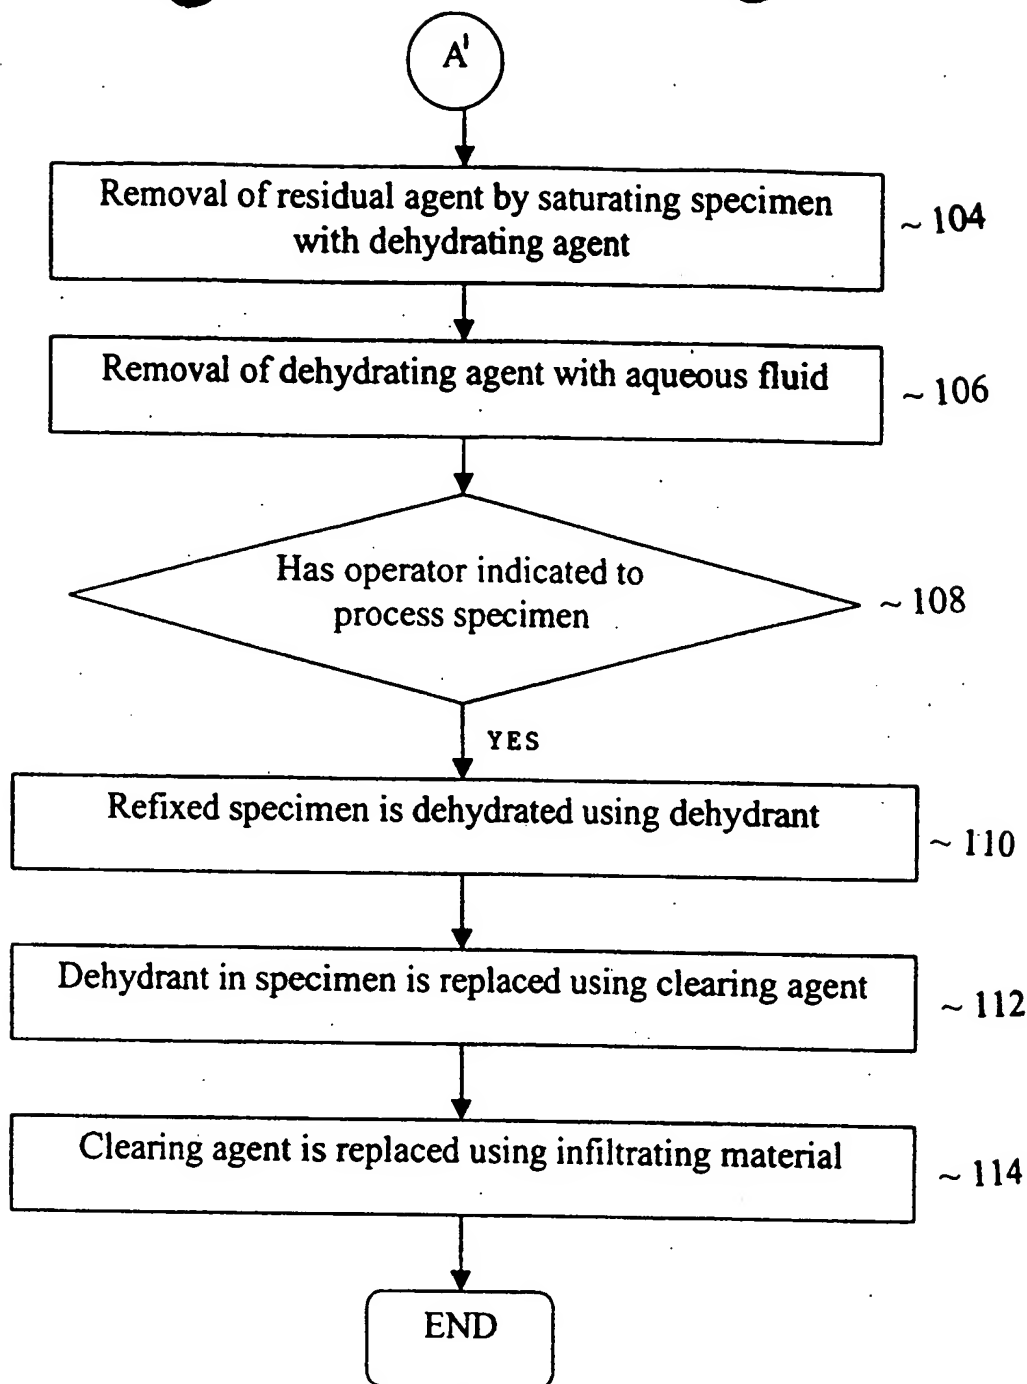 A'
Removal of residual agent by saturating specimen
with dehydrating agent
~ 104
Removal of dehydrating agent with aqueous fluid
~ 106
Has operator indicated to
process specimen
~ 108
YES
Refixed specimen is dehydrated using dehydrant
~ 110
Dehydrant in specimen is replaced using clearing agent
~ 112
Clearing agent is replaced using infiltrating material
~ 114
END